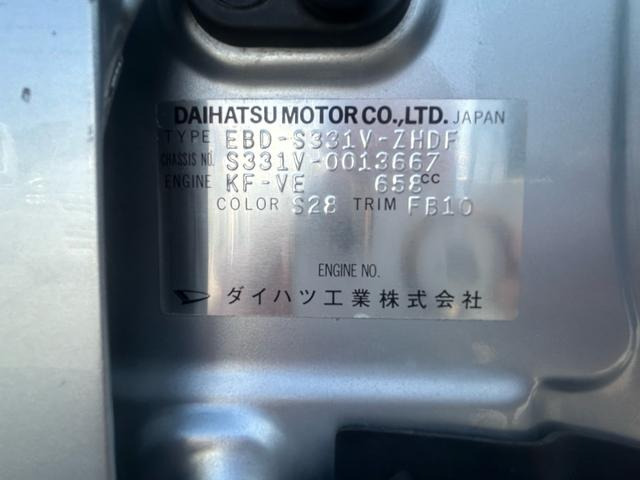 DAIHATSU MOTOR CO.,LTD. JAPAN
TYPE EBD-S331V-ZHDF
CHASSIS NO. S331V-0013667
ENGINE KF-VE 658CC
COLOR S28 TRIM FB10
ENGINE NO.
ダイハツ工業株式会社